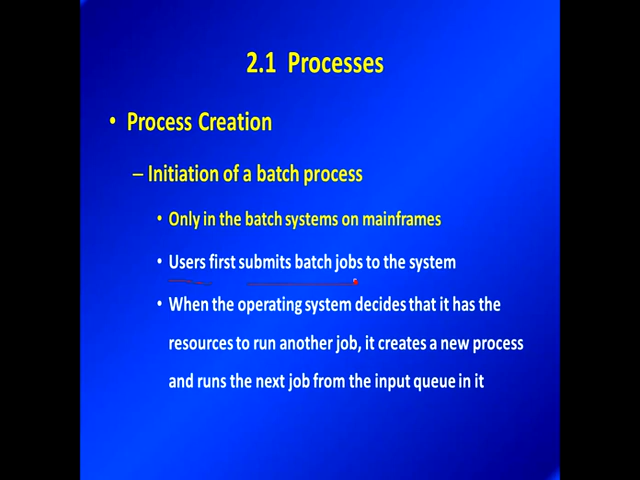 2.1 Processes
• Process Creation
– Initiation of a batch process
• Only in the batch systems on mainframes
• Users first submits batch jobs to the system
• When the operating system decides that it has the
resources to run another job, it creates a new process
and runs the next job from the input queue in it